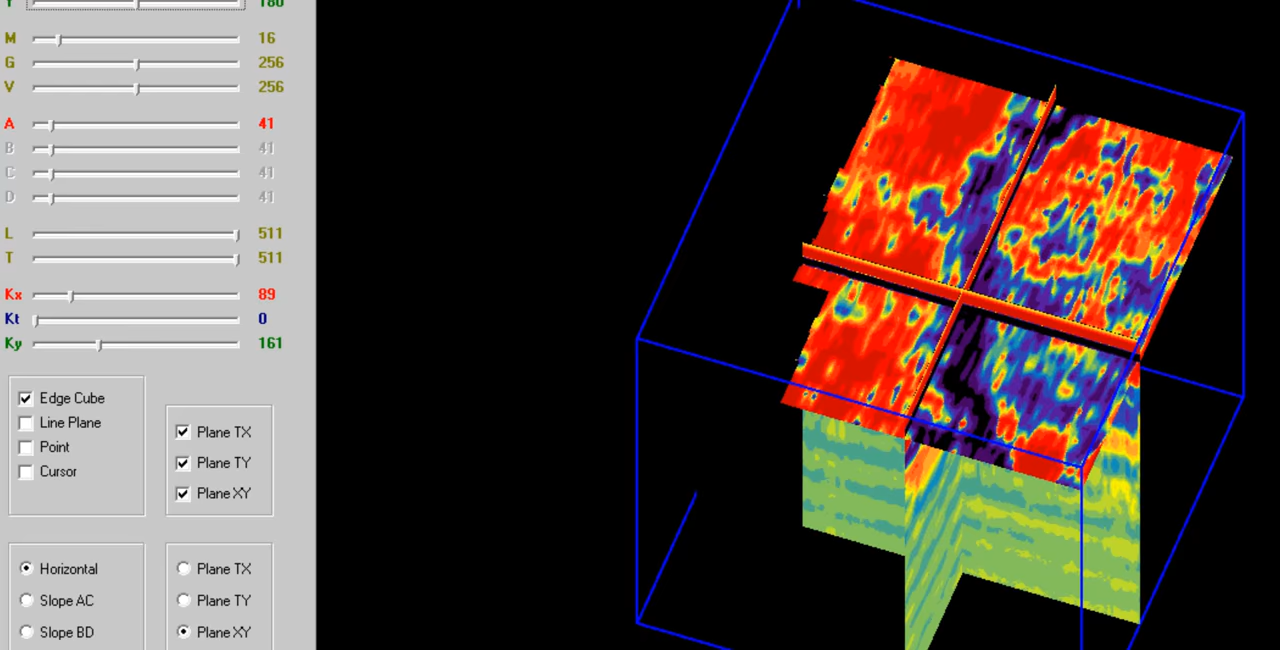 Y 180
M 16
G 256
V 256
A 41
B 41
C 41
D 41
L 511
T 511
Kx 89
Kt 0
Ky 161
Edge Cube
Line Plane
Point
Cursor
Plane TX
Plane TY
Plane XY
Horizontal
Slope AC
Slope BD
Plane TX
Plane TY
Plane XY